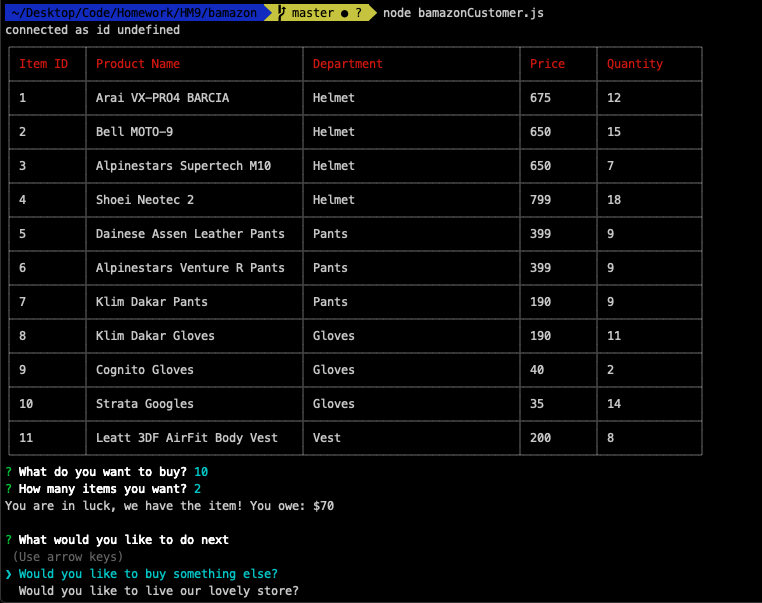 ~/Desktop/Code/Homework/HM9/bamazon master ● ? node bamazonCustomer.js
connected as id undefined
Item ID Product Name Department Price Quantity
1 Arai VX-PRO4 BARCIA Helmet 675 12
2 Bell MOTO-9 Helmet 650 15
3 Alpinestars Supertech M10 Helmet 650 7
4 Shoei Neotec 2 Helmet 799 18
5 Dainese Assen Leather Pants Pants 399 9
6 Alpinestars Venture R Pants Pants 399 9
7 Klim Dakar Pants Pants 190 9
8 Klim Dakar Gloves Gloves 190 11
9 Cognito Gloves Gloves 40 2
10 Strata Googles Gloves 35 14
11 Leatt 3DF AirFit Body Vest Vest 200 8
? What do you want to buy? 10
? How many items you want? 2
You are in luck, we have the item! You owe: $70
? What would you like to do next
(Use arrow keys)
❯ Would you like to buy something else?
Would you like to live our lovely store?